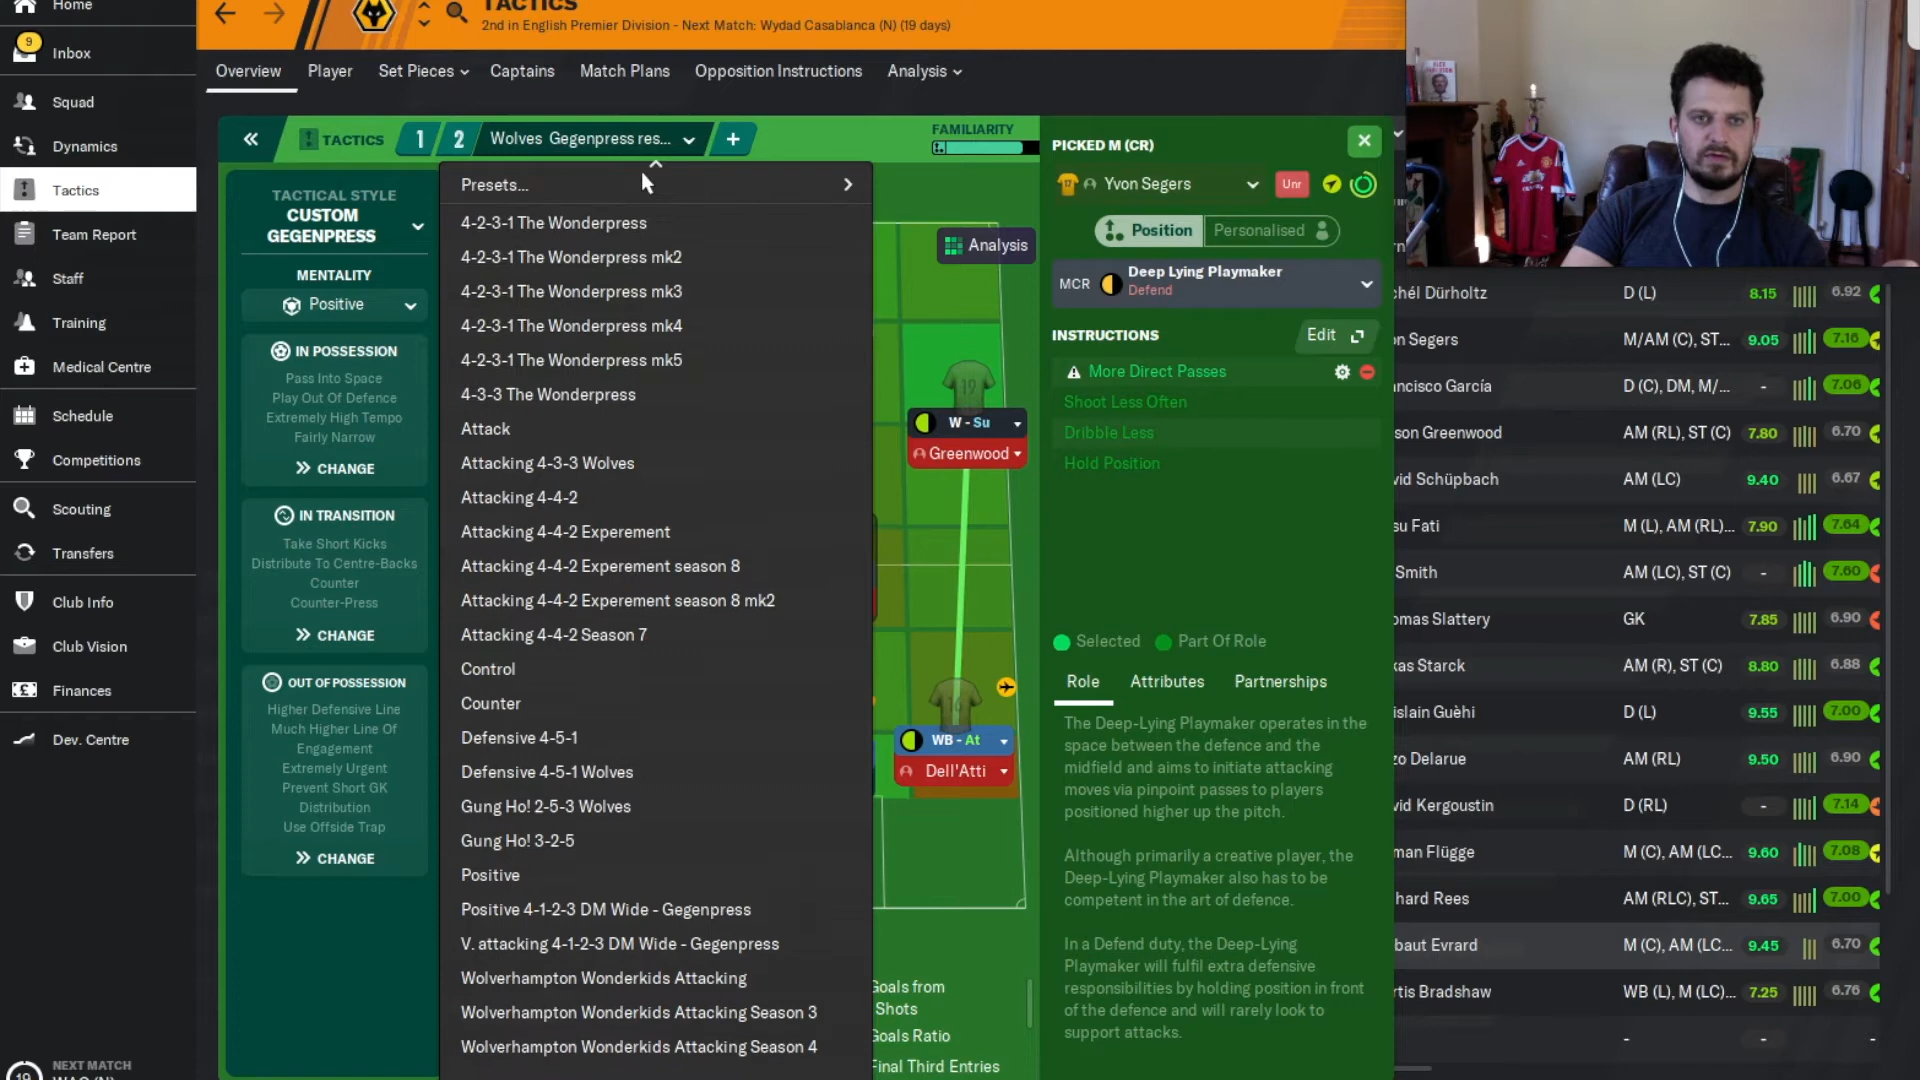 Home
TACTICS
2nd in English Premier Division - Next Match: Wydad Casablanca (N) (19 days)
9
Inbox
Squad
Dynamics
Tactics
Team Report
Staff
Training
Medical Centre
Schedule
Competitions
Scouting
Transfers
Club Info
Club Vision
Finances
Dev. Centre
NEXT MATCH
19
Overview
Player
Set Pieces
Captains
Match Plans
Opposition Instructions
Analysis
TACTICS
1
2
Wolves Gegenpress res...
+
FAMILIARITY
TACTICAL STYLE
CUSTOM
GEGENPRESS
MENTALITY
Positive
IN POSSESSION
Pass Into Space
Play Out Of Defence
Extremely High Tempo
Fairly Narrow
CHANGE
IN TRANSITION
Take Short Kicks
Distribute To Centre-Backs
Counter
Counter-Press
CHANGE
OUT OF POSSESSION
Higher Defensive Line
Much Higher Line Of
Engagement
Extremely Urgent
Prevent Short GK
Distribution
Use Offside Trap
CHANGE
Presets...
4-2-3-1 The Wonderpress
4-2-3-1 The Wonderpress mk2
4-2-3-1 The Wonderpress mk3
4-2-3-1 The Wonderpress mk4
4-2-3-1 The Wonderpress mk5
4-3-3 The Wonderpress
Attack
Attacking 4-3-3 Wolves
Attacking 4-4-2
Attacking 4-4-2 Experement
Attacking 4-4-2 Experement season 8
Attacking 4-4-2 Experement season 8 mk2
Attacking 4-4-2 Season 7
Control
Counter
Defensive 4-5-1
Defensive 4-5-1 Wolves
Gung Ho! 2-5-3 Wolves
Gung Ho! 3-2-5
Positive
Positive 4-1-2-3 DM Wide - Gegenpress
V. attacking 4-1-2-3 DM Wide - Gegenpress
Wolverhampton Wonderkids Attacking
Wolverhampton Wonderkids Attacking Season 3
Wolverhampton Wonderkids Attacking Season 4
Analysis
19
W - Su
Greenwood
16
WB - At
Dell'Atti
Goals from
Shots
Goals Ratio
Final Third Entries
PICKED M (CR)
Yvon Segers
Unr
Position
Personalised
MCR
Deep Lying Playmaker
Defend
INSTRUCTIONS
Edit
More Direct Passes
Shoot Less Often
Dribble Less
Hold Position
Selected
Part Of Role
Role
Attributes
Partnerships
The Deep-Lying Playmaker operates in the
space between the defence and the
midfield and aims to initiate attacking
moves via pinpoint passes to players
positioned higher up the pitch.
Although primarily a creative player, the
Deep-Lying Playmaker also has to be
competent in the art of defence.
In a Defend duty, the Deep-Lying
Playmaker will fulfil extra defensive
responsibilities by holding position in front
of the defence and will rarely look to
support attacks.
chél Dürholtz D (L) 8.15 6.92
on Segers M/AM (C), ST... 9.05 7.16
ncisco García D (C), DM, M/... - 7.06
son Greenwood AM (RL), ST (C) 7.80 6.70
vid Schüpbach AM (LC) 9.40 6.67
su Fati M (L), AM (RL)... 7.90 7.64
Smith AM (LC), ST (C) - 7.60
omas Slattery GK 7.85 6.90
kas Starck AM (R), ST (C) 8.80 6.88
islain Guèhi D (L) 9.55 7.00
zo Delarue AM (RL) 9.50 6.90
vid Kergoustin D (RL) - 7.14
man Flügge M (C), AM (LC... 9.60 7.08
hard Rees AM (RLC), ST... 9.65 7.00
baut Evrard M (C), AM (LC... 9.45 6.70
rtis Bradshaw WB (L), M (LC)... 7.25 6.76
- - -